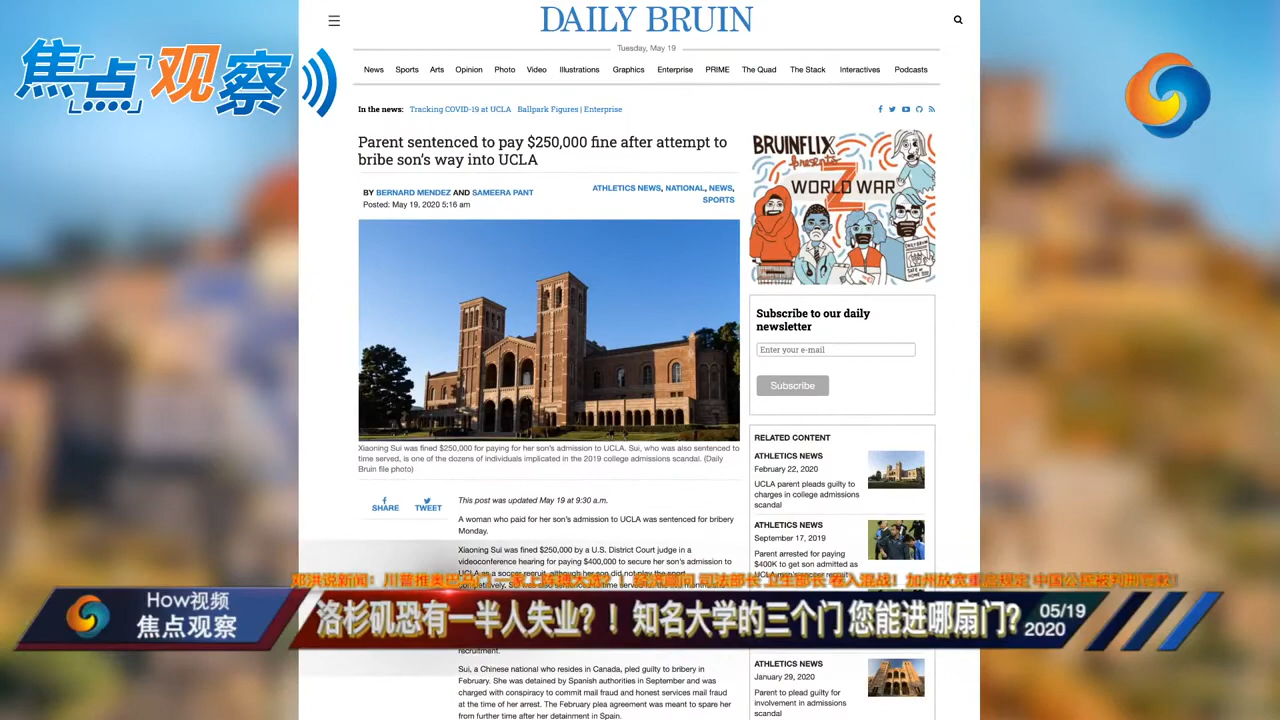 DAILY BRUIN
Tuesday, May 19
News Sports Arts Opinion Photo Video Illustrations Graphics Enterprise PRIME The Quad The Stack Interactives Podcasts
焦点观察
In the news: Tracking COVID-19 at UCLA Ballpark Figures | Enterprise
Parent sentenced to pay $250,000 fine after attempt to
bribe son's way into UCLA
BY BERNARD MENDEZ AND SAMEERA PANT
Posted: May 19, 2020 5:16 am
ATHLETICS NEWS, NATIONAL, NEWS,
SPORTS
Xiaoning Sui was fined $250,000 for paying for her son's admission to UCLA. Sui, who was also sentenced to
time served, is one of the dozens of individuals implicated in the 2019 college admissions scandal. (Daily
Bruin file photo)
SHARE TWEET
This post was updated May 19 at 9:30 a.m.
A woman who paid for her son's admission to UCLA was sentenced for bribery
Monday.
Xiaoning Sui was fined $250,000 by a U.S. District Court judge in a
videoconference hearing for paying $400,000 to secure her son's admission to
UCLA as a soccer recruit, although her son did not play the sport
recruitment.
Sui, a Chinese national who resides in Canada, pled guilty to bribery in
February. She was detained by Spanish authorities in September and was
charged with conspiracy to commit mail fraud and honest services mail fraud
at the time of her arrest. The February plea agreement was meant to spare her
from further time after her detainment in Spain.
BRUINFLIX
presents
WORLD WAR
Z
Subscribe to our daily
newsletter
Enter your e-mail
Subscribe
RELATED CONTENT
ATHLETICS NEWS
February 22, 2020
UCLA parent pleads guilty to
charges in college admissions
scandal
ATHLETICS NEWS
September 17, 2019
Parent arrested for paying
$400K to get son admitted as
ATHLETICS NEWS
January 29, 2020
Parent to plead guilty for
involvement in admissions
scandal
How视频
焦点观察
洛杉矶恐有一半人失业?！知名大学的三个门 您能进哪扇门?
05/19
2020